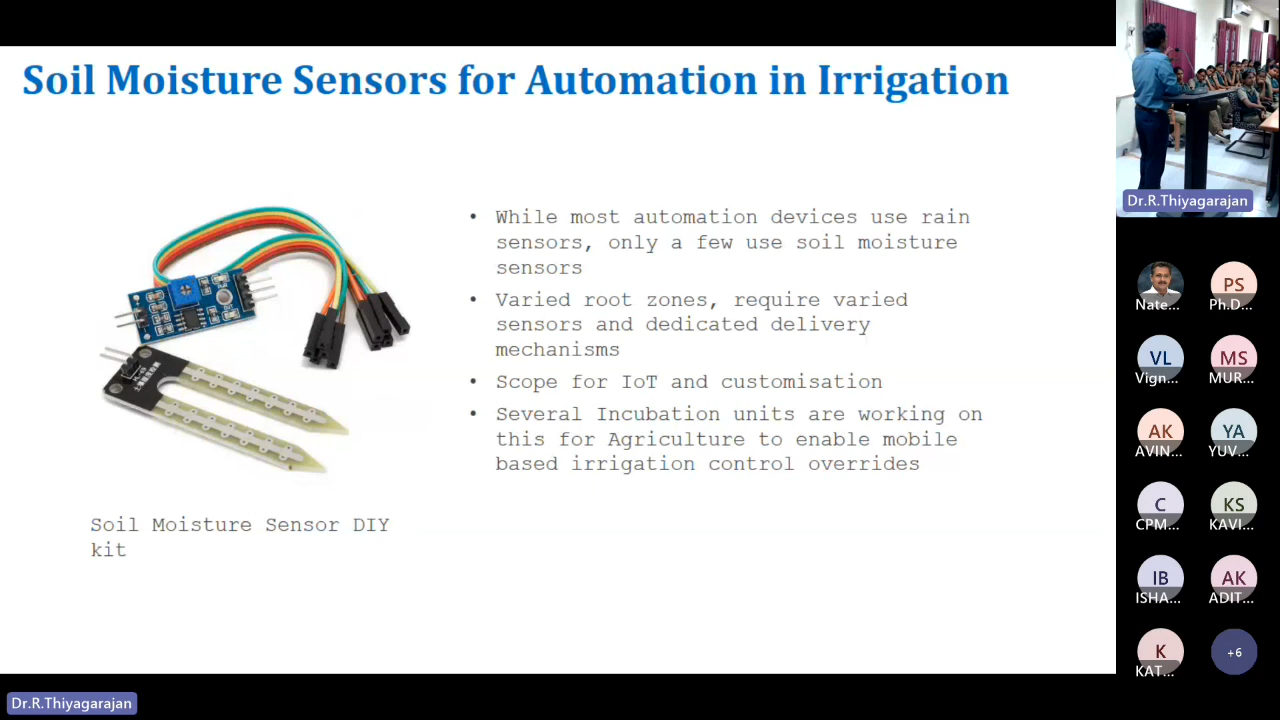 Soil Moisture Sensors for Automation in Irrigation
• While most automation devices use rain
sensors, only a few use soil moisture
sensors
• Varied root zones, require varied
sensors and dedicated delivery
mechanisms
• Scope for IoT and customisation
• Several Incubation units are working on
this for Agriculture to enable mobile
based irrigation control overrides
Soil Moisture Sensor DIY
kit
Dr.R.Thiyagarajan
Nate...
PS
Ph.D...
VL
Vign...
MS
MUR...
AK
AVIN...
YA
YUV...
C
CPM...
KS
KAVI...
IB
ISHA...
AK
ADIT...
K
KAT...
+6
Dr.R.Thiyagarajan